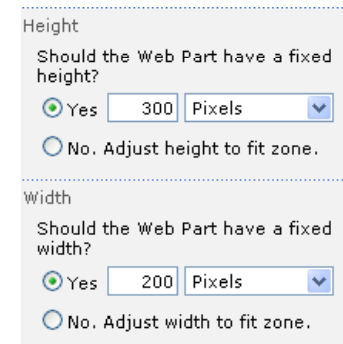 Height
Should the Web Part have a fixed
height?
Yes 300 Pixels
No. Adjust height to fit zone.
Width
Should the Web Part have a fixed
width?
Yes 200 Pixels
No. Adjust width to fit zone.